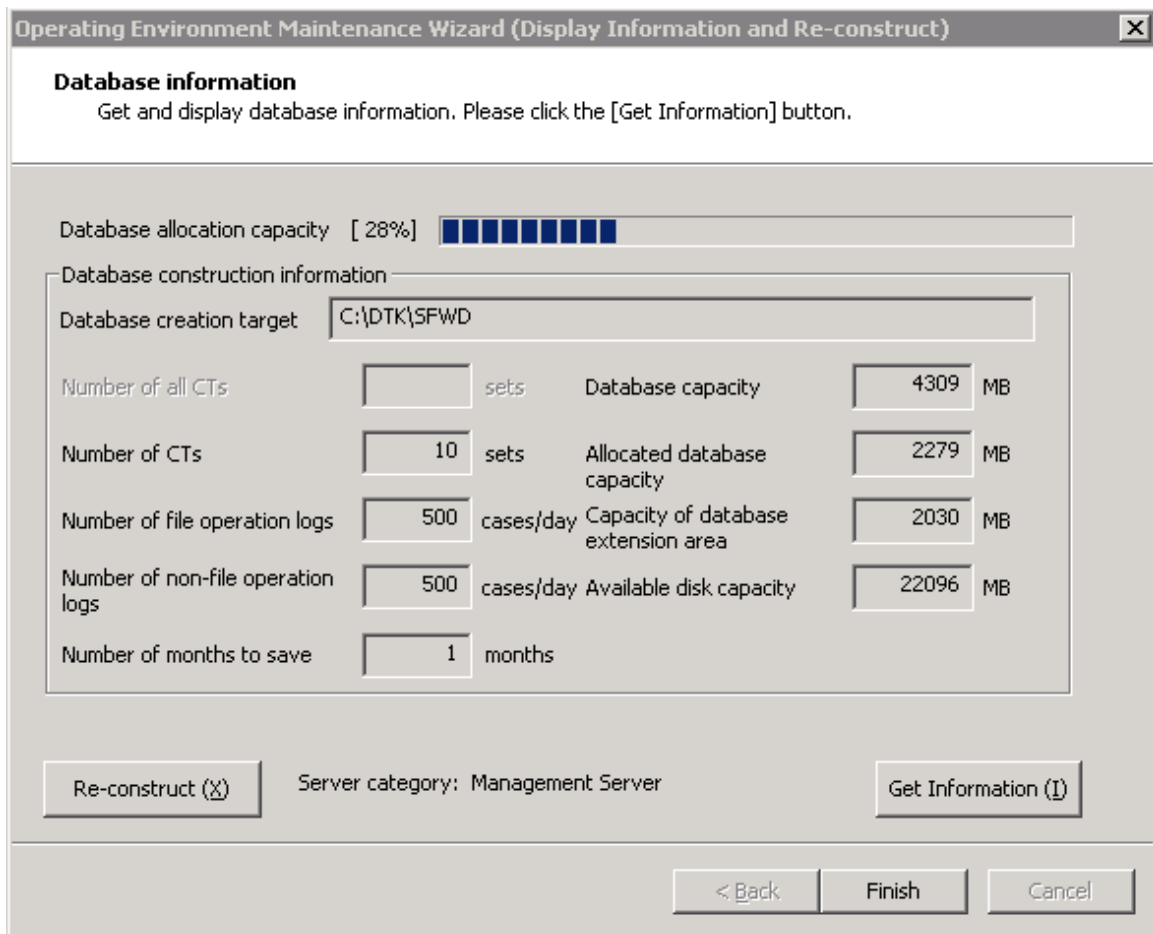 Operating Environment Maintenance Wizard (Display Information and Re-construct)
Database information
Get and display database information. Please click the [Get Information] button.
Database allocation capacity [ 28%]
Database construction information
Database creation target C:\DTK\SFWD
Number of all CTs sets Database capacity 4309 MB
Number of CTs 10 sets Allocated database capacity 2279 MB
Number of file operation logs 500 cases/day Capacity of database extension area 2030 MB
Number of non-file operation logs 500 cases/day Available disk capacity 22096 MB
Number of months to save 1 months
Re-construct (X) Server category: Management Server Get Information (I)
< Back Finish Cancel